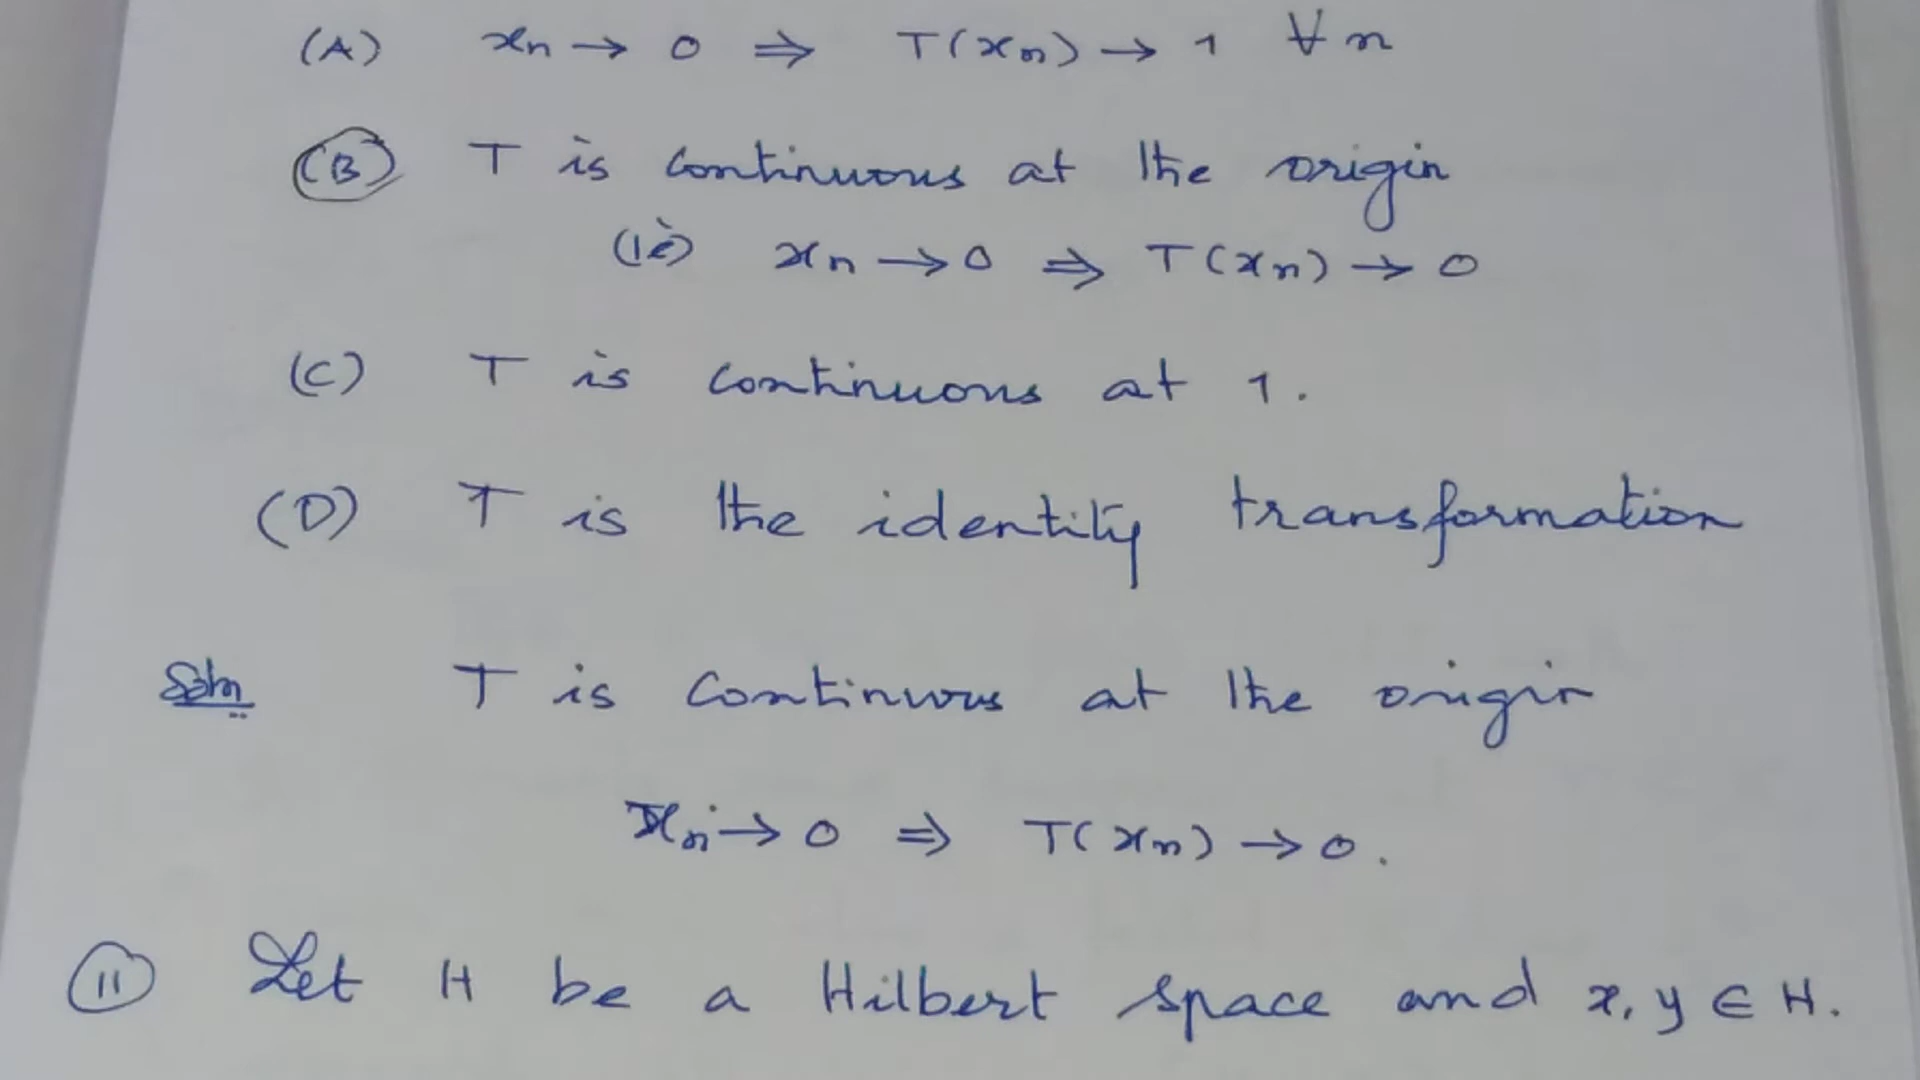 (A) xn → 0 ⇒ T(xn) → 1 ∀ n
(B) T is continuous at the origin
(ie) xn → 0 ⇒ T(xn) → 0
(C) T is continuous at 1.
(D) T is the identity transformation
Soln T is continuous at the origin
xn → 0 ⇒ T(xn) → 0.
(11) Let H be a Hilbert space and x, y ∈ H.